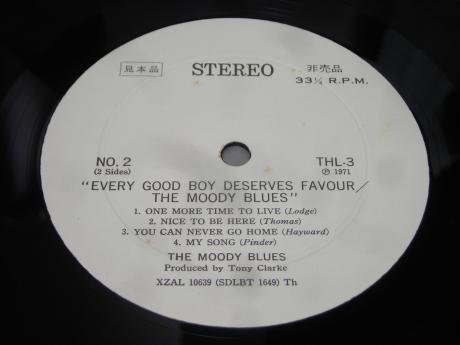 見本品 STEREO 非売品
33⅓ R.P.M.
NO. 2 THL-3
(2 Sides) Ⓟ 1971
"EVERY GOOD BOY DESERVES FAVOUR/
THE MOODY BLUES"
1. ONE MORE TIME TO LIVE (Lodge)
2. NICE TO BE HERE (Thomas)
3. YOU CAN NEVER GO HOME (Hayward)
4. MY SONG (Pinder)
THE MOODY BLUES
Produced by Tony Clarke
XZAL 10639 (SDLBT 1649) Th